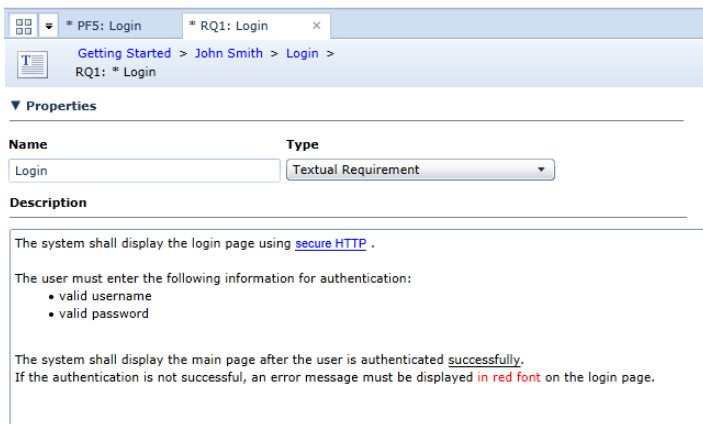 * PF5: Login
* RQ1: Login
Getting Started > John Smith > Login >
RQ1: * Login
Properties
Name
Type
Login
Textual Requirement
Description
The system shall display the login page using secure HTTP .
The user must enter the following information for authentication:
• valid username
• valid password
The system shall display the main page after the user is authenticated successfully.
If the authentication is not successful, an error message must be displayed in red font on the login page.